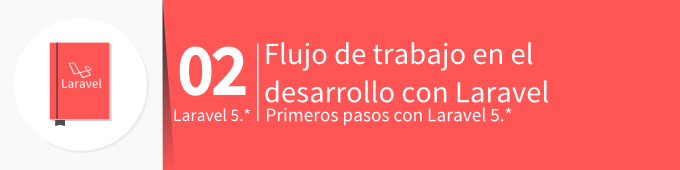 Laravel
02
Flujo de trabajo en el
desarrollo con Laravel
Laravel 5.*
Primeros pasos con Laravel 5.*